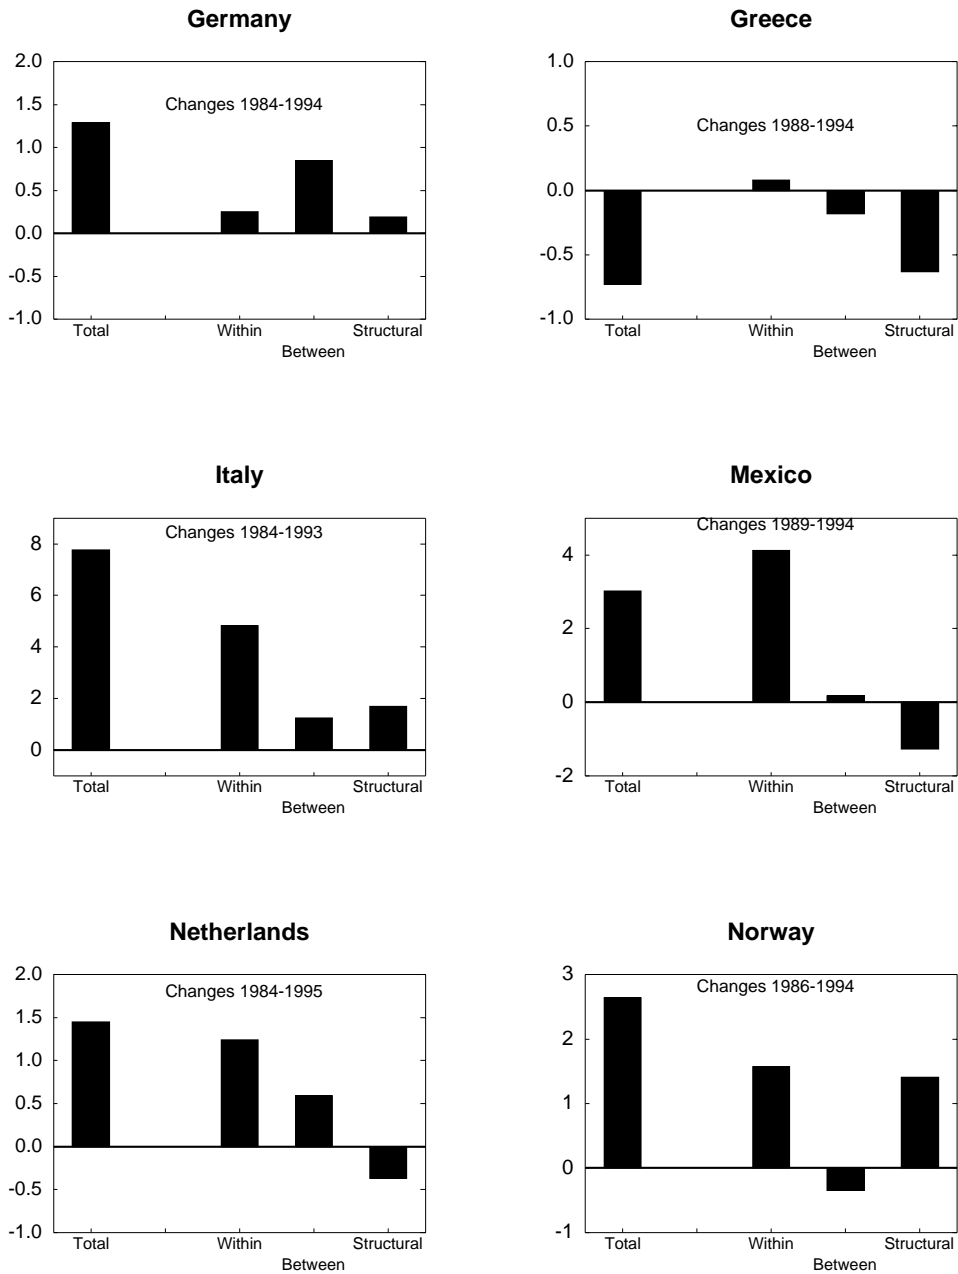 Germany
2.0
Changes 1984-1994
1.5
1.0
0.5
0.0
-0.5
-1.0
Total Within Structural
Between
Greece
1.0
0.5
Changes 1988-1994
0.0
-0.5
-1.0
Total Within Structural
Between
Italy
Changes 1984-1993
8
6
4
2
0
Total Within Structural
Between
Mexico
Changes 1989-1994
4
2
0
-2
Total Within Structural
Between
Netherlands
2.0
Changes 1984-1995
1.5
1.0
0.5
0.0
-0.5
-1.0
Total Within Structural
Between
Norway
3
Changes 1986-1994
2
1
0
-1
Total Within Structural
Between